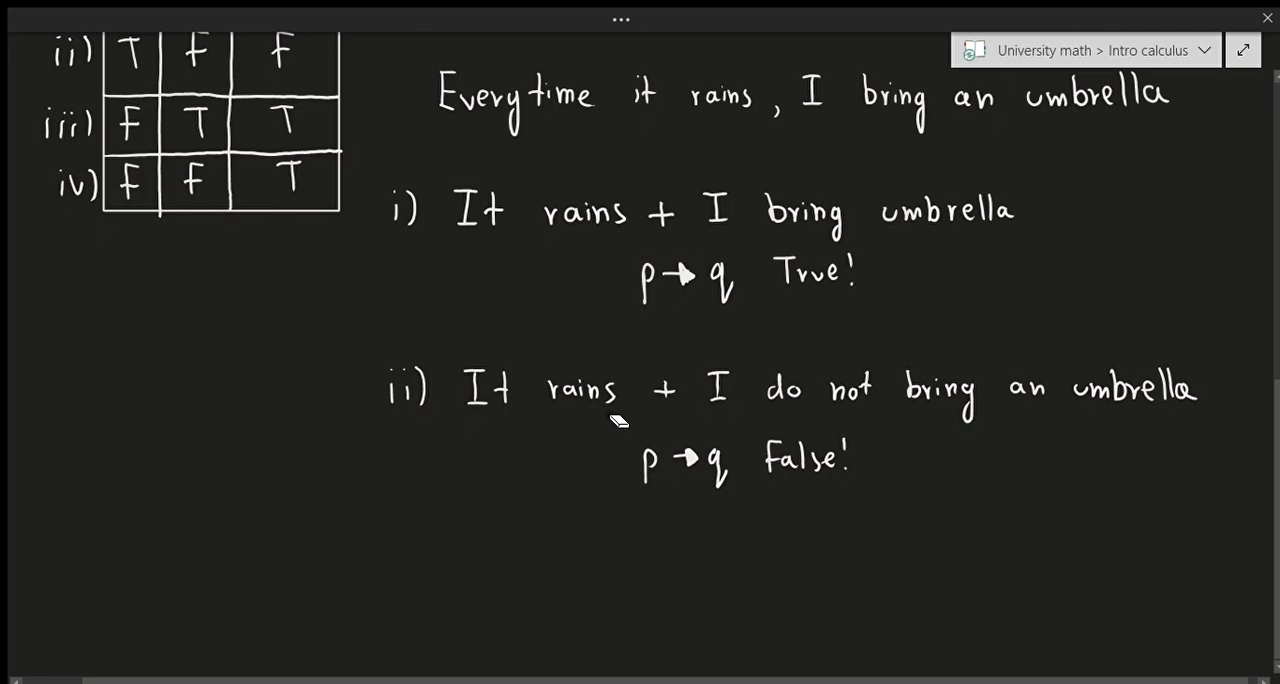 University math > Intro calculus
ii) T F F
iii) F T T
iv) F F T
Everytime it rains, I bring an umbrella
i) It rains + I bring umbrella
p→q True!
ii) It rains + I do not bring an umbrella
p→q False!